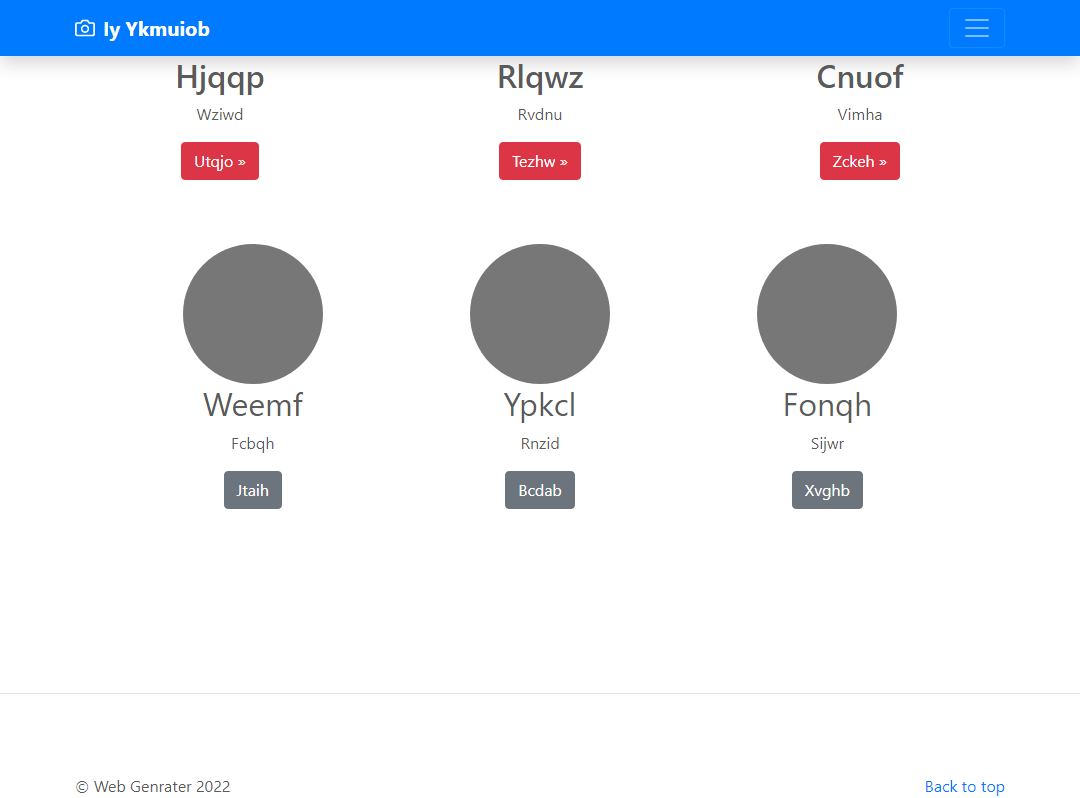 Iy Ykmuiob
Hjqqp
Rlqwz
Cnuof
Wziwd
Rvdnu
Vimha
Utqjo »
Tezhw »
Zckeh »
Weemf
Ypkcl
Fonqh
Fcbqh
Rnzid
Sijwr
Jtaih
Bcdab
Xvghb
© Web Genrater 2022
Back to top